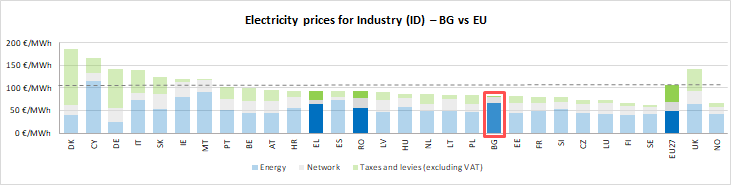 Electricity prices for Industry (ID) – BG vs EU
200 €/MWh
150 €/MWh
100 €/MWh
50 €/MWh
0 €/MWh
DK CY DE IT SK IE MT PT BE AT HR EL ES RO LV HU NL LT PL BG EE FR SI CZ LU FI SE EU27 UK NO
Energy Network Taxes and levies (excluding VAT)